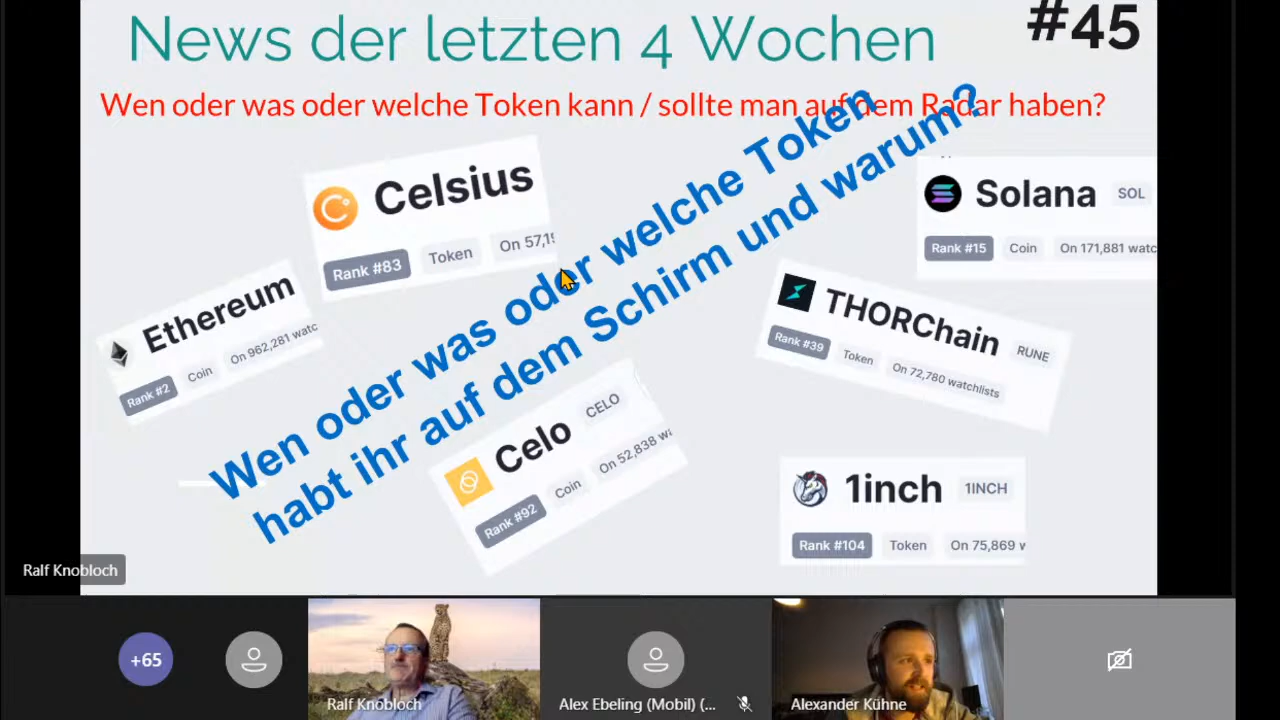 News der letzten 4 Wochen
#45
Wen oder was oder welche Token kann / sollte man auf dem Radar haben?
Wen oder was oder welche Token
habt ihr auf dem Schirm und warum?
Celsius
Rank #83 Token On 57,19
Solana SOL
Rank #15 Coin On 171,881 watc
Ethereum
Rank #2 Coin On 962,281 watc
THORChain RUNE
Rank #39 Token On 72,780 watchlists
Celo CELO
Rank #92 Coin On 52,838 wa
1inch 1INCH
Rank #104 Token On 75,869 w
Ralf Knobloch
+65
Ralf Knobloch
Alex Ebeling (Mobil) (...
Alexander Kühne